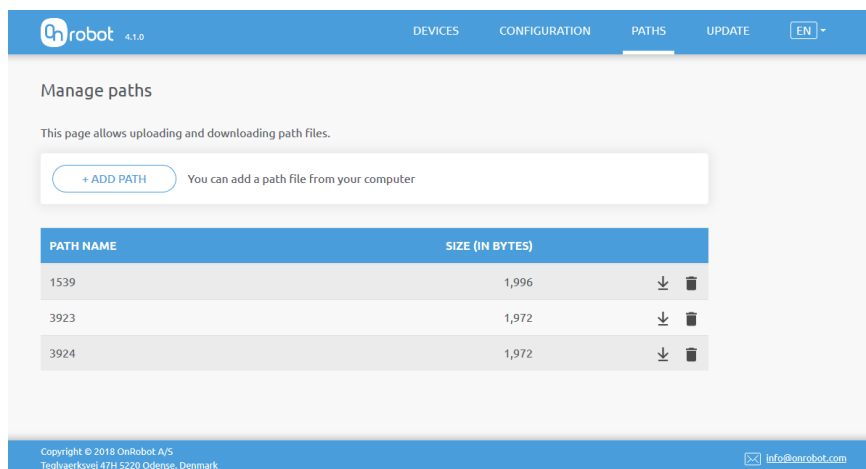 On robot 4.1.0 DEVICES CONFIGURATION PATHS UPDATE EN
Manage paths
This page allows uploading and downloading path files.
+ ADD PATH You can add a path file from your computer
PATH NAME SIZE (IN BYTES)
1539 1,996
3923 1,972
3924 1,972
Copyright © 2018 OnRobot A/S
Teglvaerksvej 47H 5220 Odense, Denmark info@onrobot.com